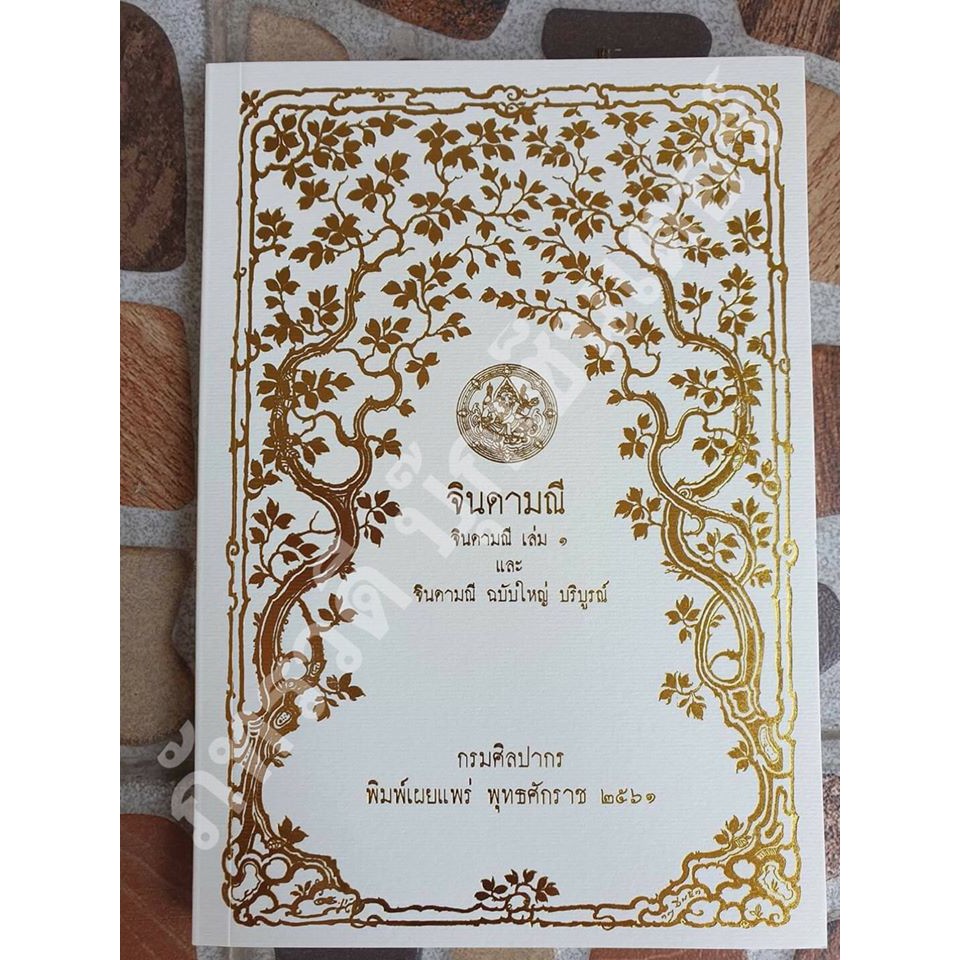 จินดามณี
จินดามณี เล่ม ๑
และ
จินดามณี ฉบับใหญ่ บริบูรณ์
กรมศิลปากร
พิมพ์เผยแพร่ พุทธศักราช ๒๕๖๑